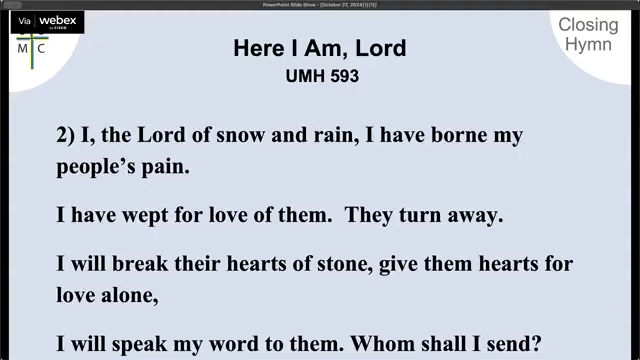 PowerPoint Slide Show - [October 27, 2024(1)(1)]
Via webex
BY CISCO
M C
Closing
Hymn
Here I Am, Lord
UMH 593
2) I, the Lord of snow and rain, I have borne my
people’s pain.
I have wept for love of them.  They turn away.
I will break their hearts of stone, give them hearts for
love alone,
I will speak my word to them. Whom shall I send?